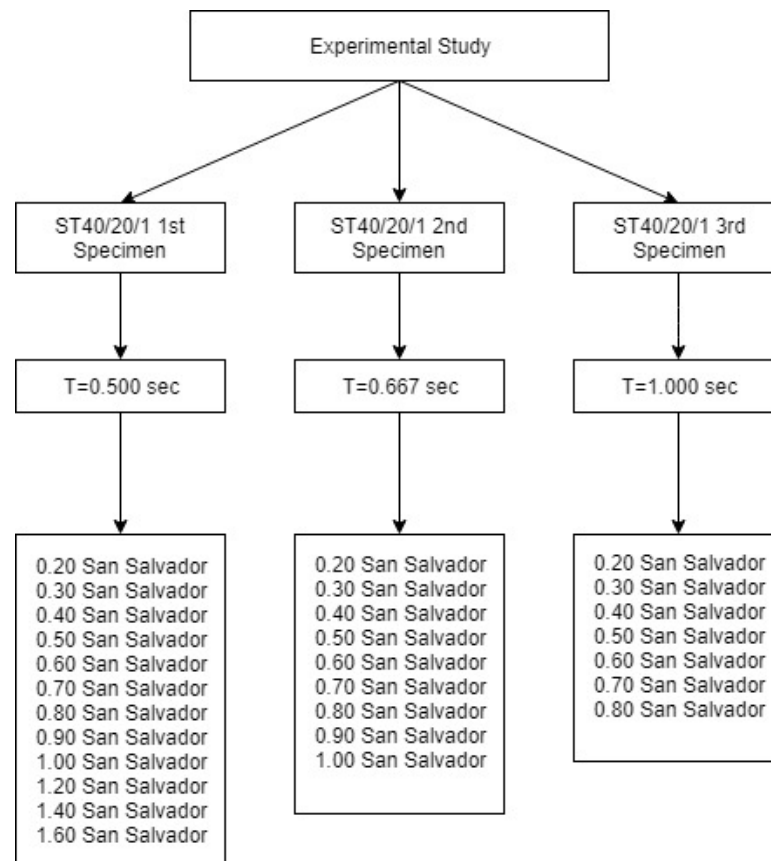 Experimental Study
ST40/20/1 1st
Specimen
ST40/20/1 2nd
Specimen
ST40/20/1 3rd
Specimen
T=0.500 sec
T=0.667 sec
T=1.000 sec
0.20 San Salvador
0.30 San Salvador
0.40 San Salvador
0.50 San Salvador
0.60 San Salvador
0.70 San Salvador
0.80 San Salvador
0.90 San Salvador
1.00 San Salvador
1.20 San Salvador
1.40 San Salvador
1.60 San Salvador
0.20 San Salvador
0.30 San Salvador
0.40 San Salvador
0.50 San Salvador
0.60 San Salvador
0.70 San Salvador
0.80 San Salvador
0.90 San Salvador
1.00 San Salvador
0.20 San Salvador
0.30 San Salvador
0.40 San Salvador
0.50 San Salvador
0.60 San Salvador
0.70 San Salvador
0.80 San Salvador